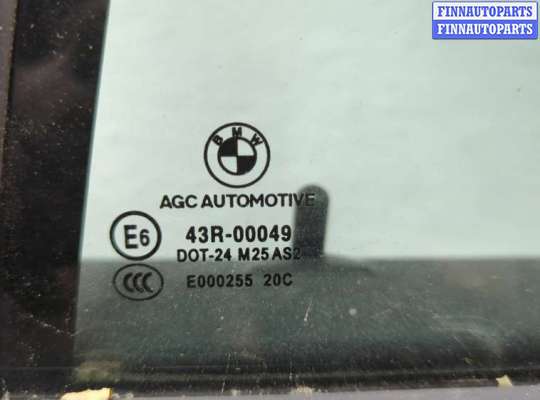 FINNAUTOPARTS
FINNAUTOPARTS
BMW
AGC AUTOMOTIVE
E6 43R-00049
DOT-24 M25 AS2
CCC E000255 20C